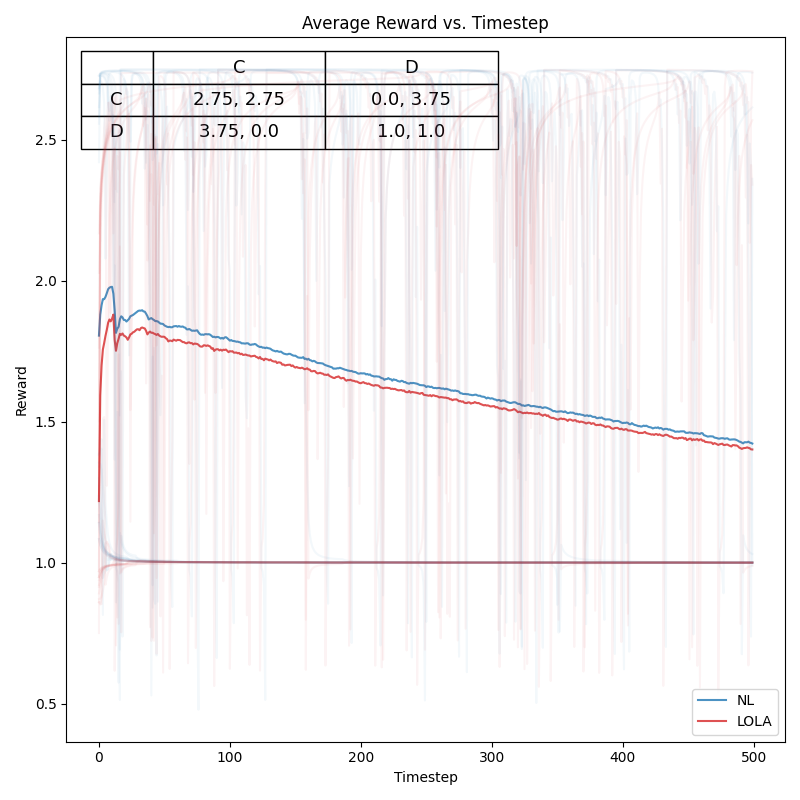 Average Reward vs. Timestep
C D
C 2.75, 2.75 0.0, 3.75
D 3.75, 0.0 1.0, 1.0
Reward
2.5
2.0
1.5
1.0
0.5
0 100 200 300 400 500
Timestep
NL
LOLA